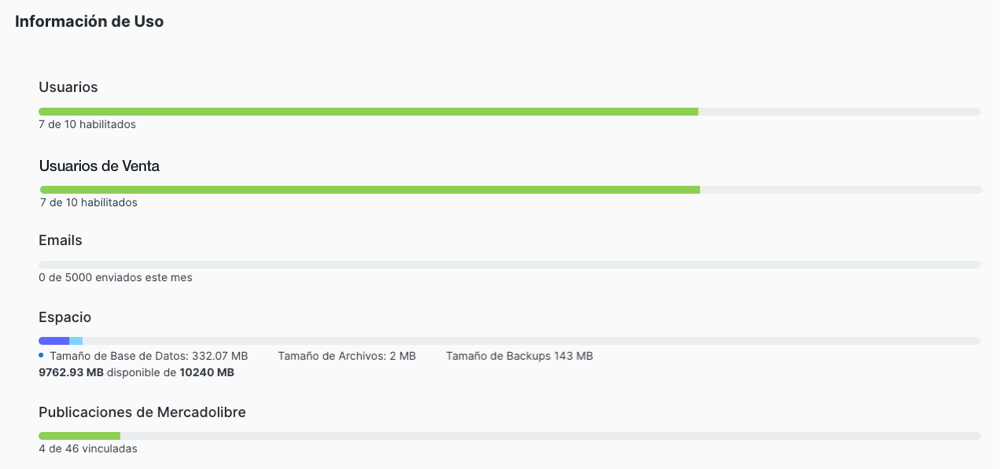 Información de Uso
Usuarios
7 de 10 habilitados
Usuarios de Venta
7 de 10 habilitados
Emails
0 de 5000 enviados este mes
Espacio
Tamaño de Base de Datos: 332.07 MB Tamaño de Archivos: 2 MB Tamaño de Backups 143 MB
9762.93 MB disponible de 10240 MB
Publicaciones de Mercadolibre
4 de 46 vinculadas